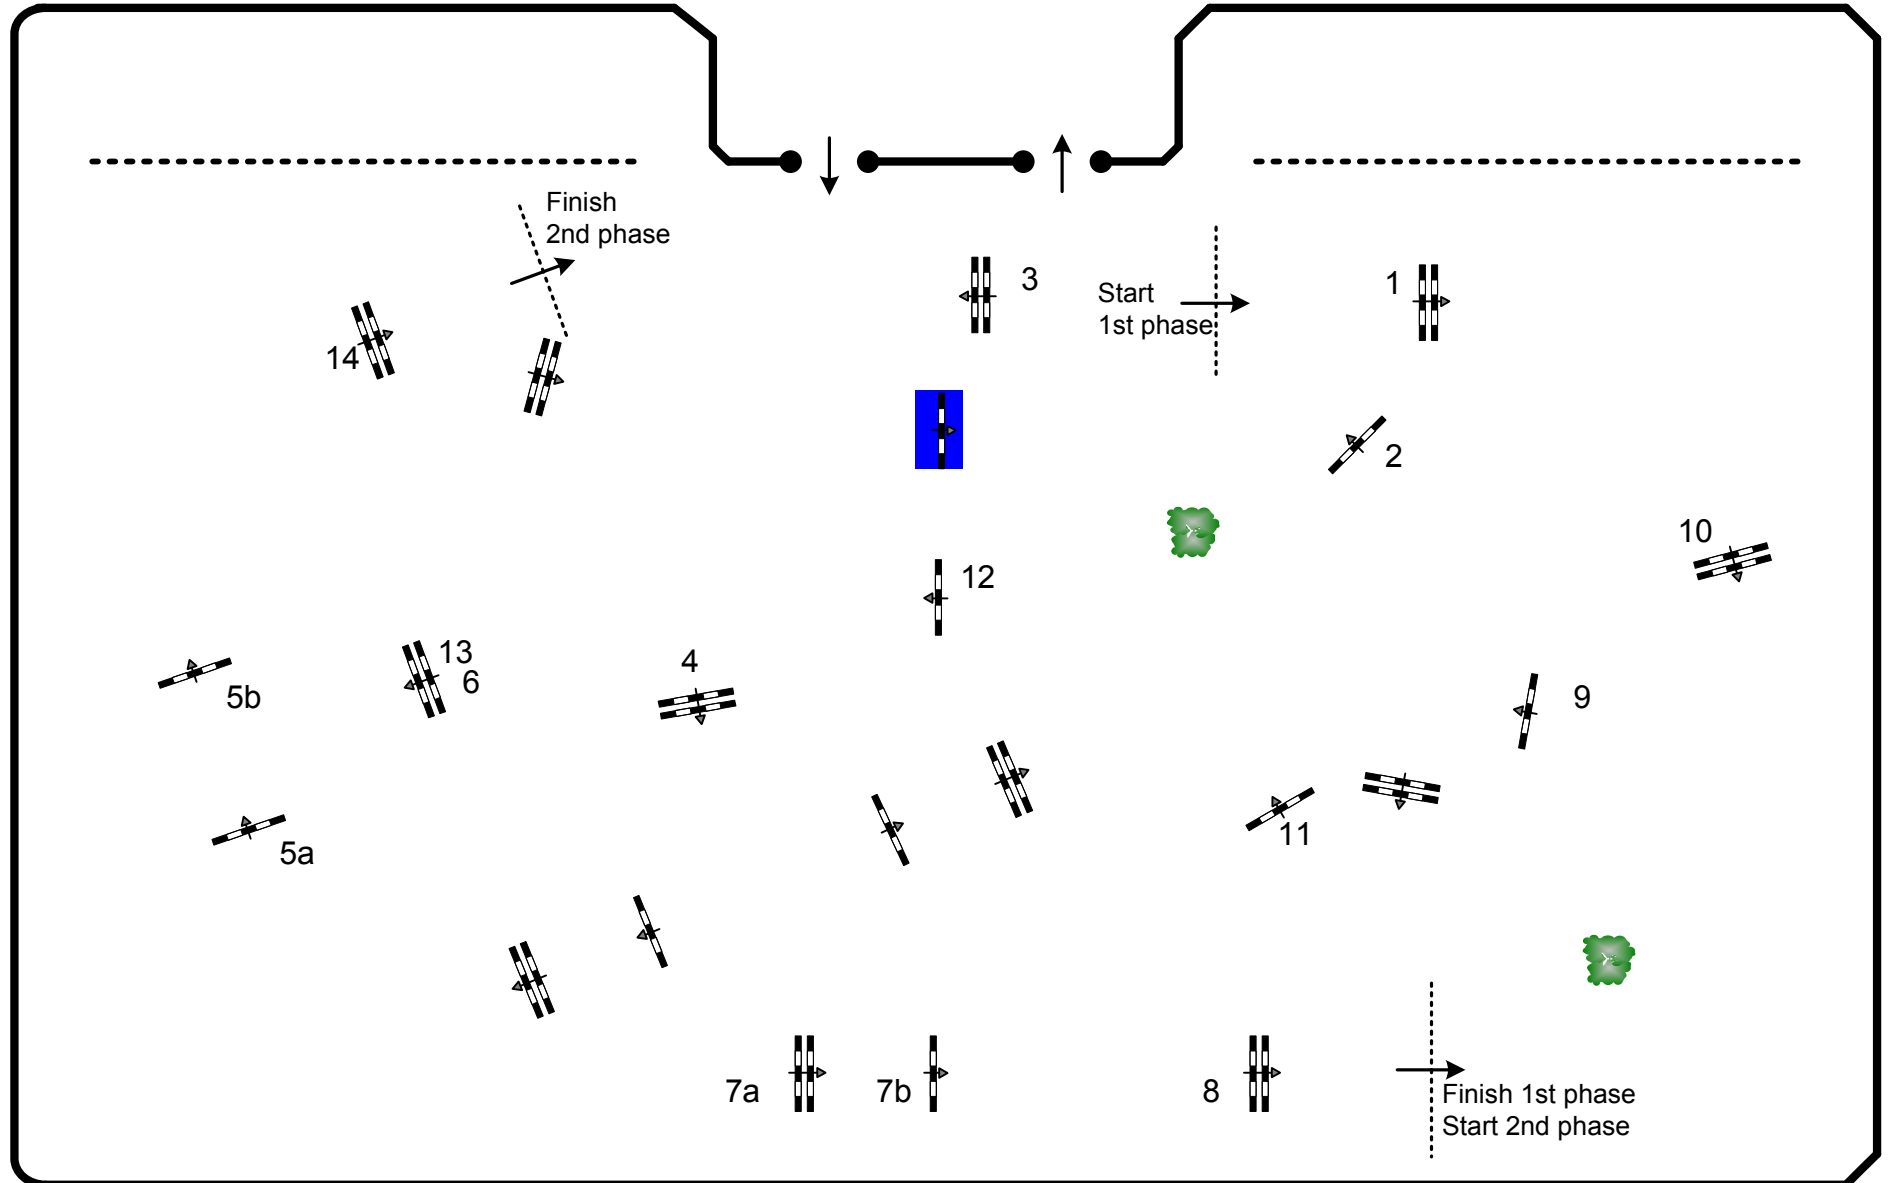 Finish
2nd phase
3
1
Start
1st phase
14
2
10
12
13
6
4
5b
9
11
5a
7a
7b
8
Finish 1st phase
Start 2nd phase